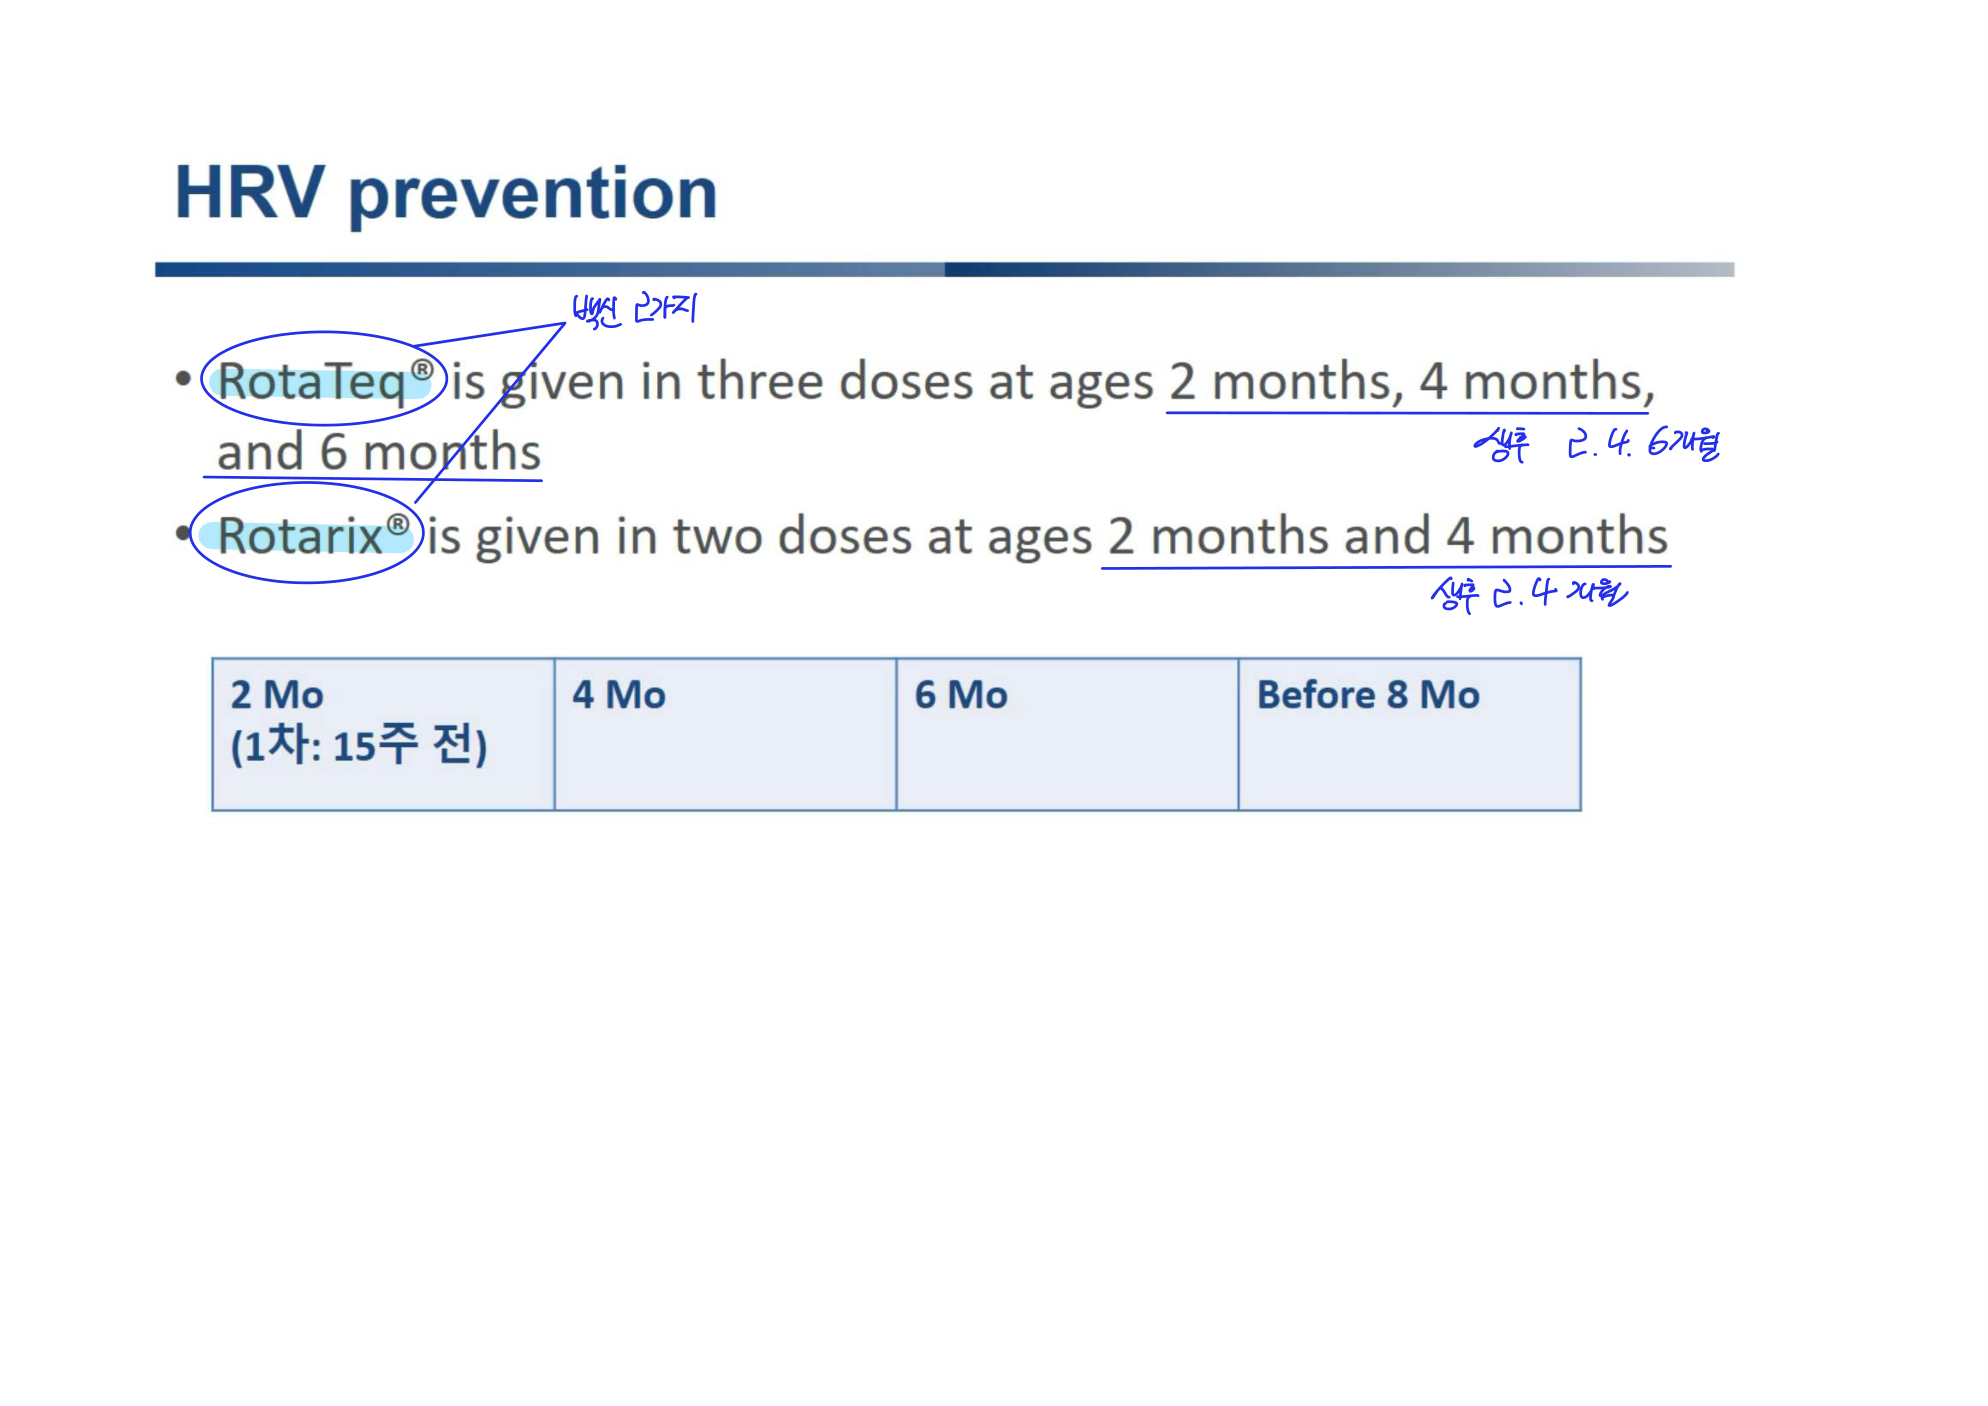 HRV prevention
백신 2가지
• RotaTeq® is given in three doses at ages 2 months, 4 months,
and 6 months
생후 2. 4. 6개월
• Rotarix® is given in two doses at ages 2 months and 4 months
생후 2. 4 개월
2 Mo
(1차: 15주 전)
4 Mo
6 Mo
Before 8 Mo